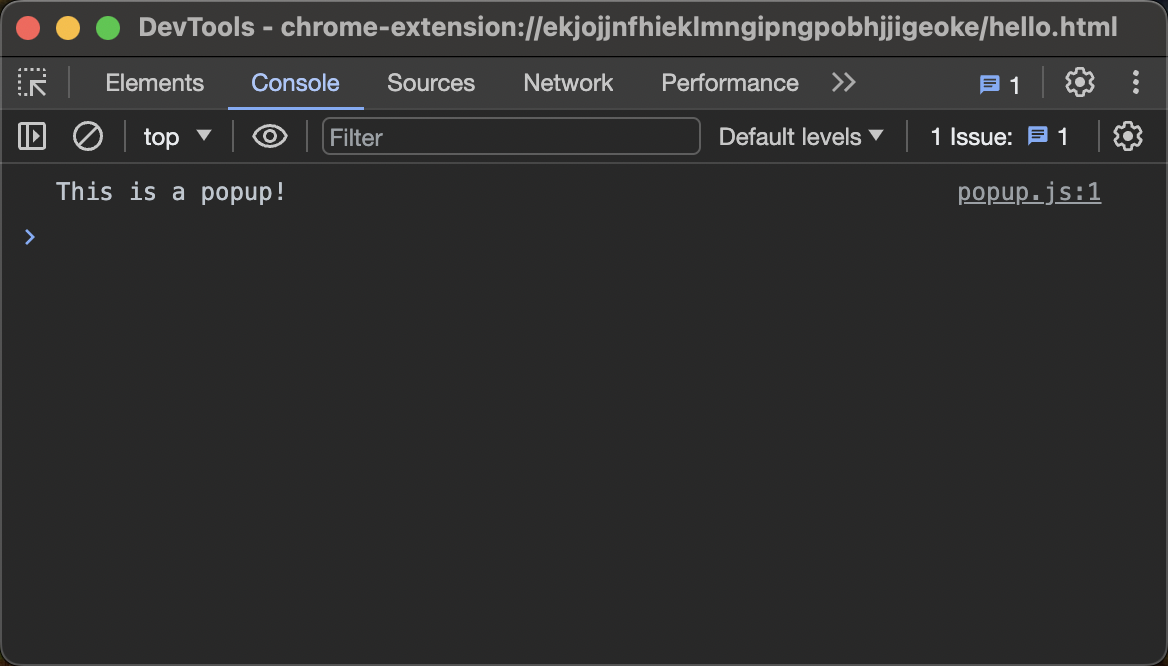 DevTools - chrome-extension://ekjojjnfhieklmngipngpobhjjigeoke/hello.html
Elements Console Sources Network Performance 1
top Filter Default levels 1 Issue: 1
This is a popup! popup.js:1